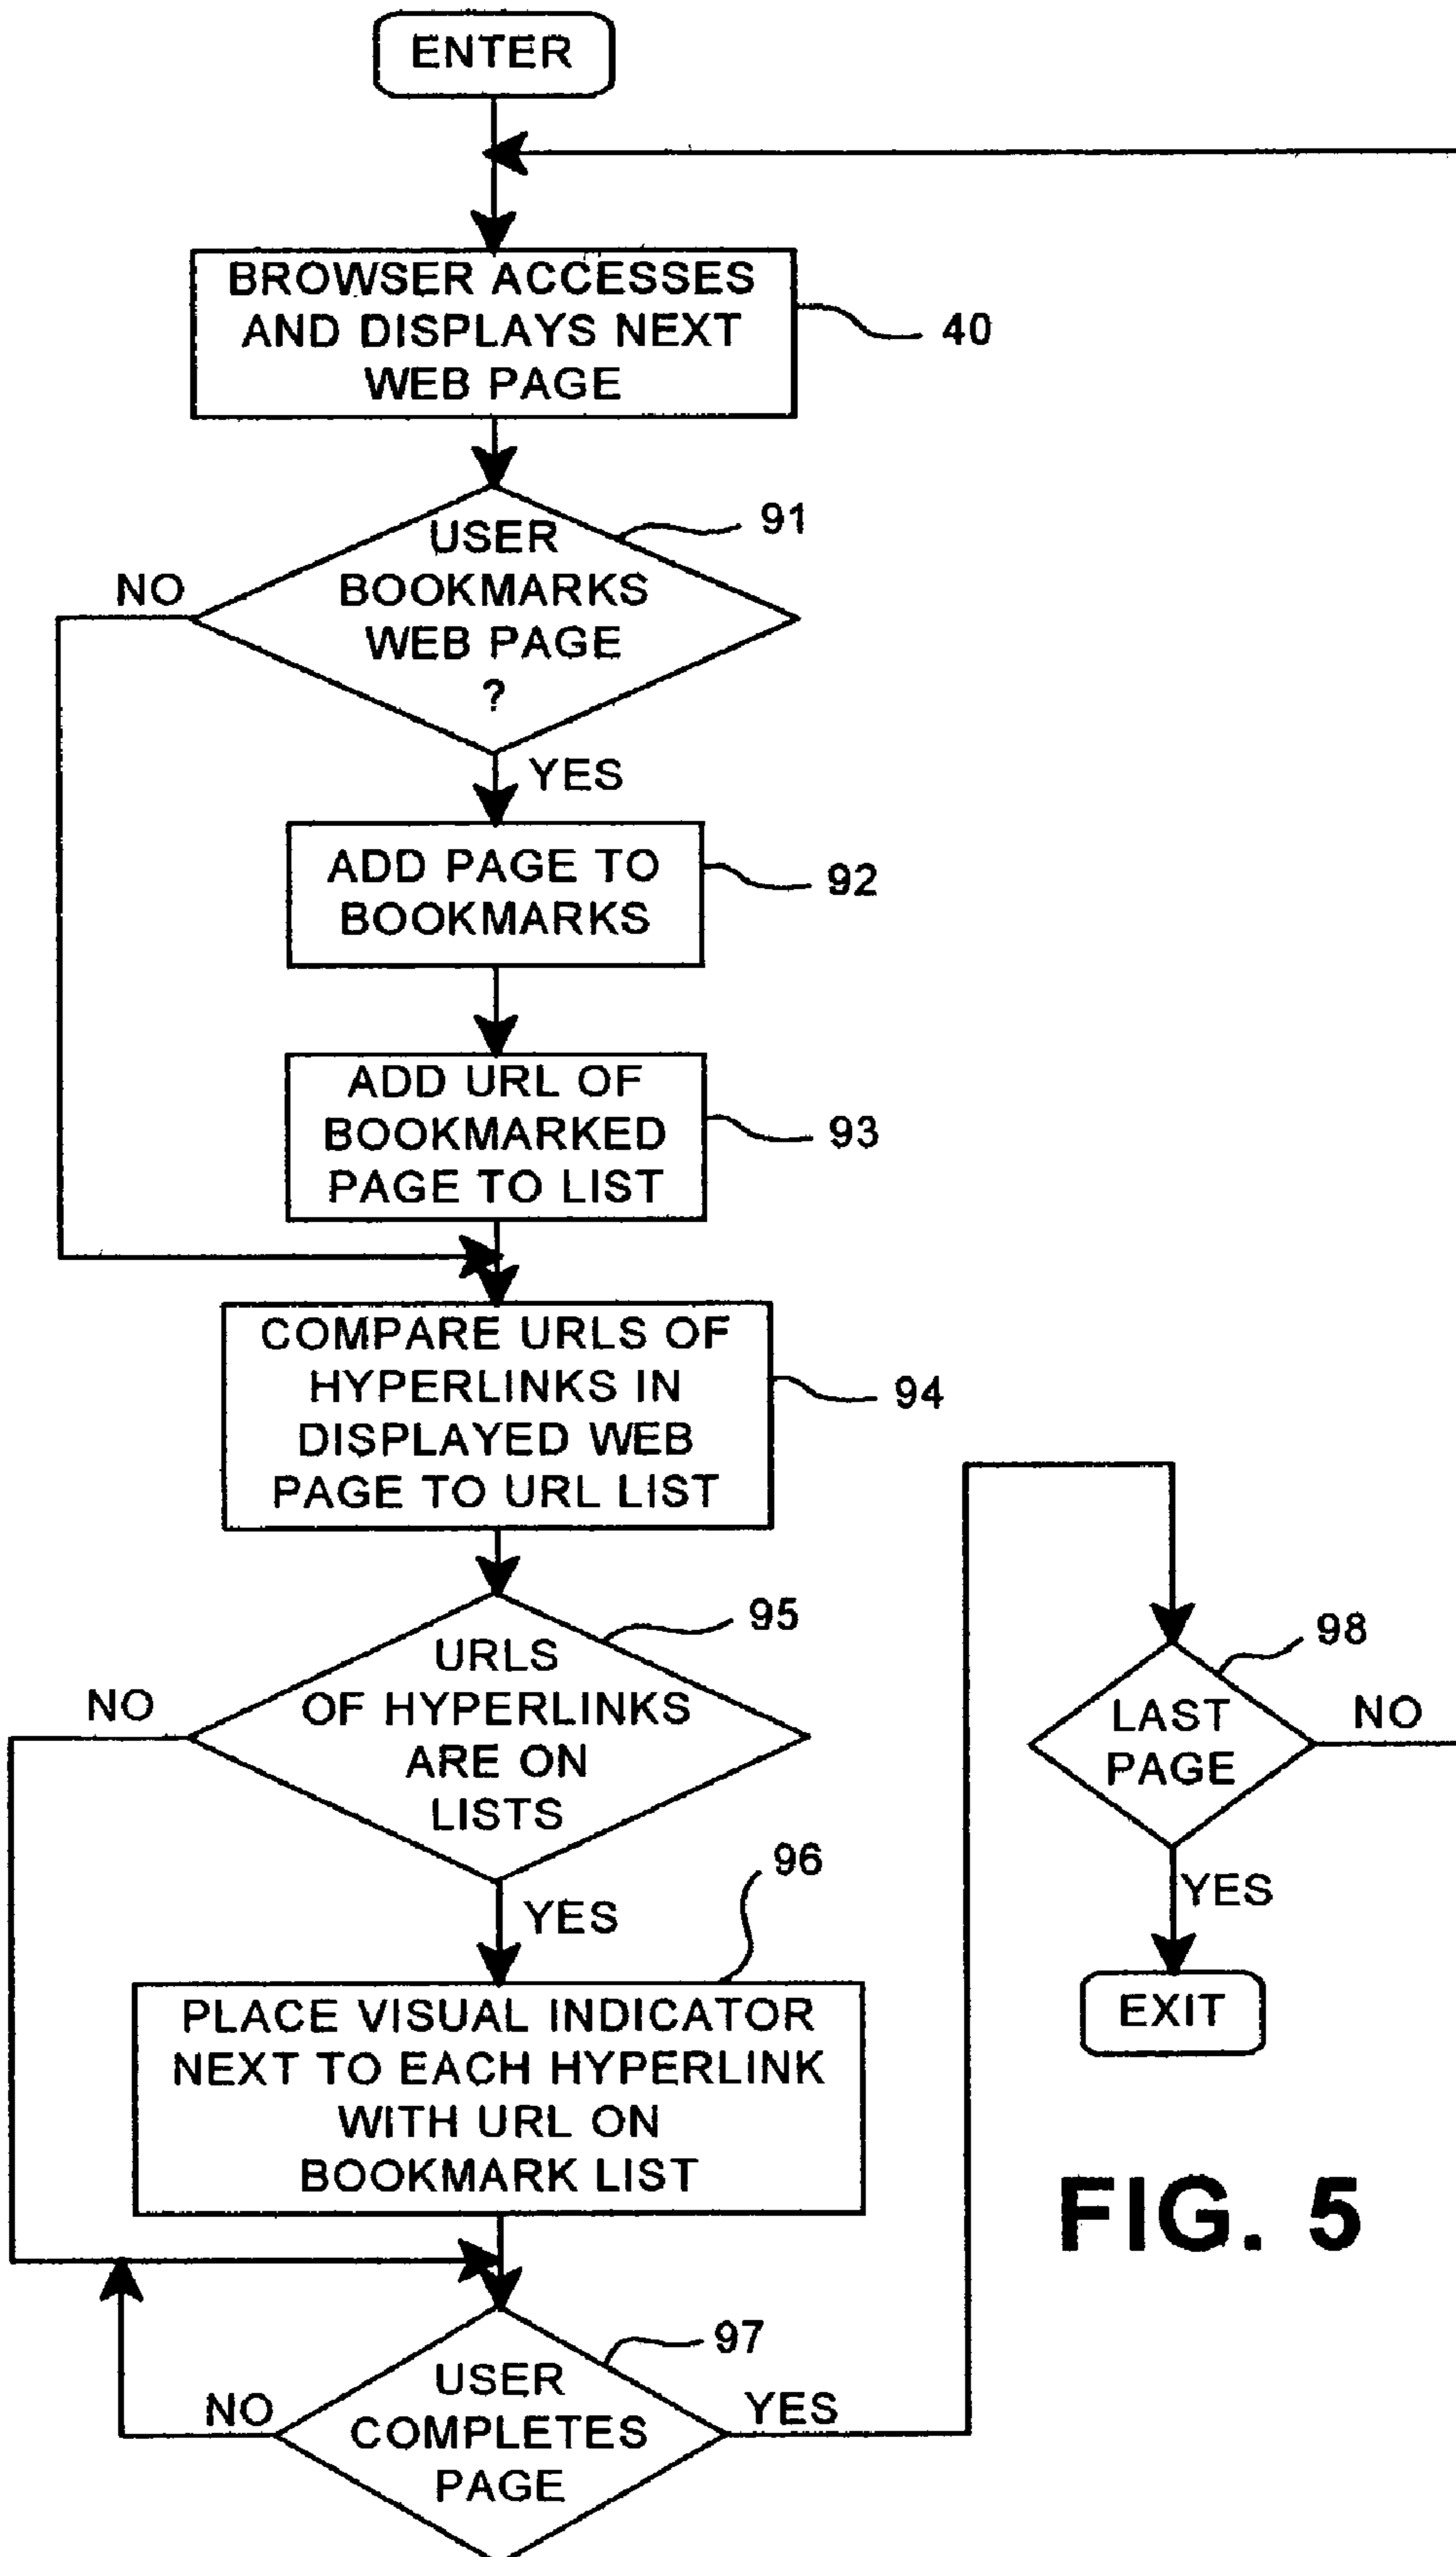 ENTER
BROWSER ACCESSES
AND DISPLAYS NEXT
WEB PAGE
40
USER
BOOKMARKS
WEB PAGE
?
91
NO
YES
ADD PAGE TO
BOOKMARKS
92
ADD URL OF
BOOKMARKED
PAGE TO LIST
93
COMPARE URLS OF
HYPERLINKS IN
DISPLAYED WEB
PAGE TO URL LIST
94
URLS
OF HYPERLINKS
ARE ON
LISTS
95
NO
YES
PLACE VISUAL INDICATOR
NEXT TO EACH HYPERLINK
WITH URL ON
BOOKMARK LIST
96
USER
COMPLETES
PAGE
97
NO
YES
LAST
PAGE
98
NO
YES
EXIT
FIG. 5